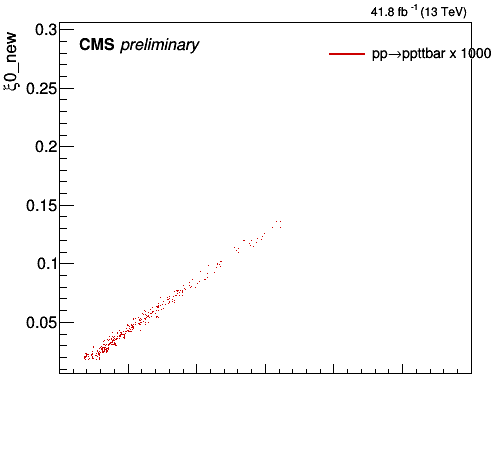 41.8 fb -1 (13 TeV)
CMS preliminary
pp→ppttbar x 1000
ξ0_new
0.3
0.25
0.2
0.15
0.1
0.05